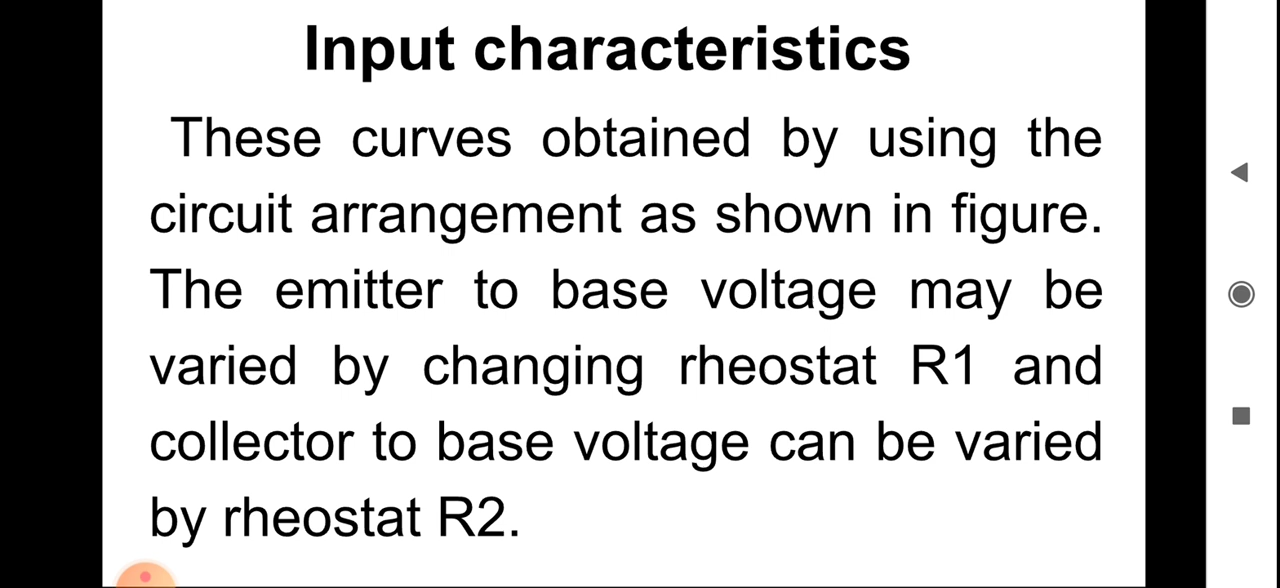 Input characteristics
These curves obtained by using the
circuit arrangement as shown in figure.
The emitter to base voltage may be
varied by changing rheostat R1 and
collector to base voltage can be varied
by rheostat R2.